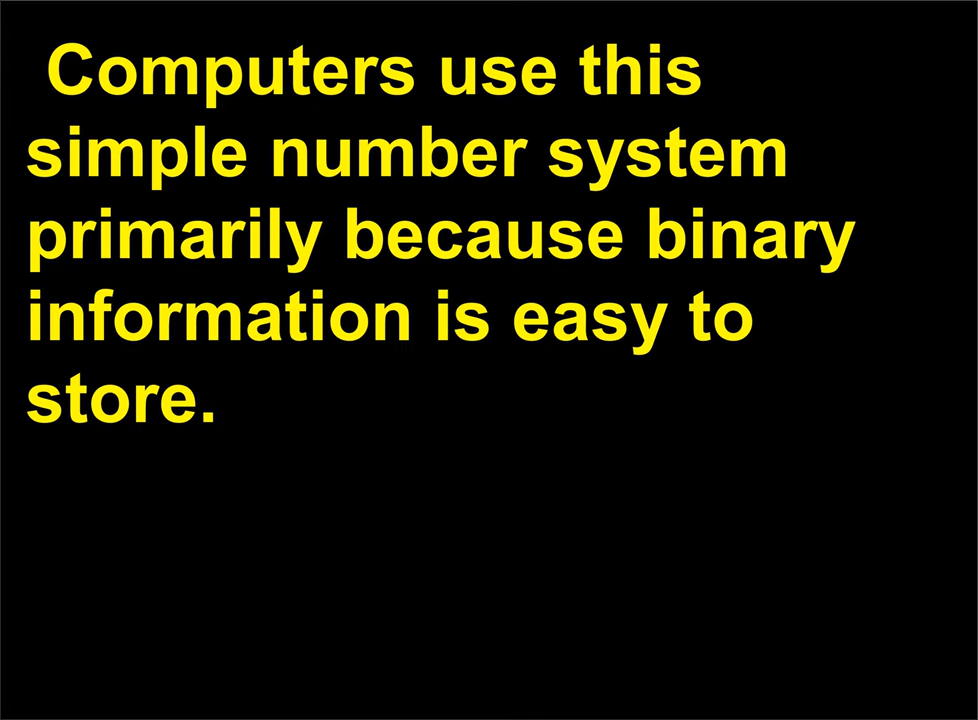 Computers use this
simple number system
primarily because binary
information is easy to
store.